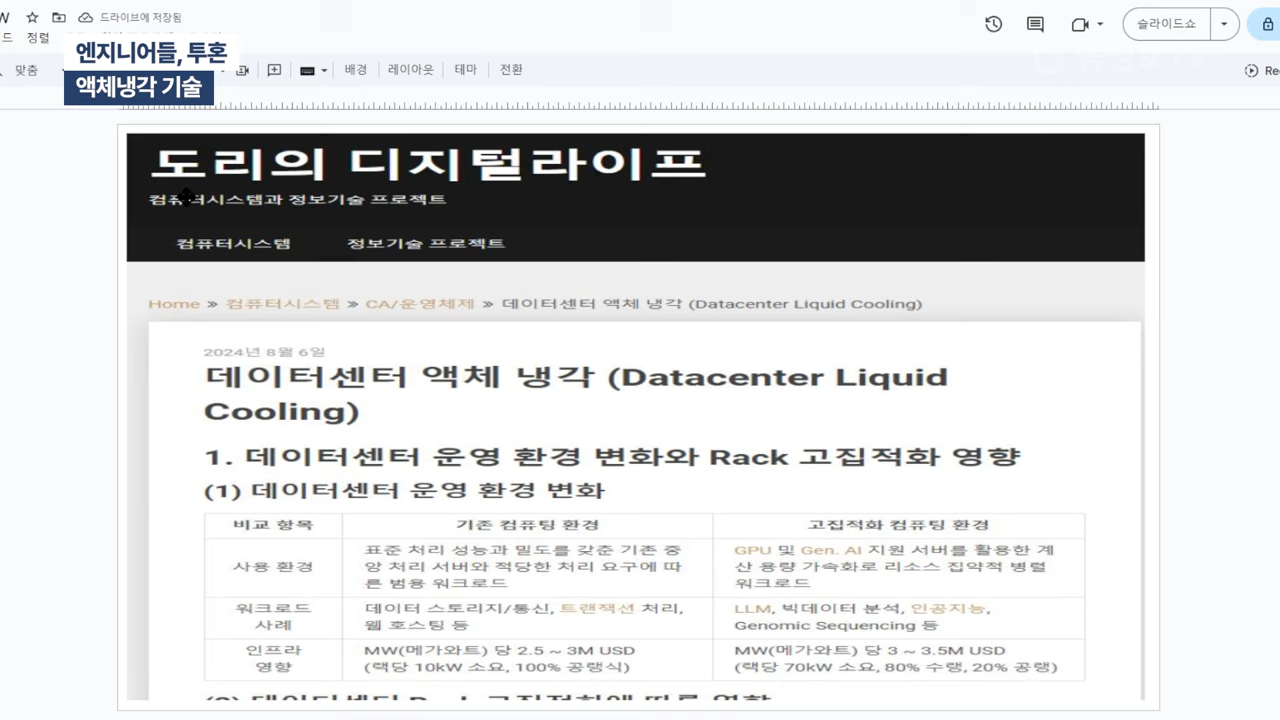 드라이브에 저장됨
정렬
슬라이드쇼
엔지니어들, 투혼
액체냉각 기술
맞춤
배경
레이아웃
테마
전환
도리의 디지털라이프
컴퓨터시스템과 정보기술 프로젝트
컴퓨터시스템
정보기술 프로젝트
Home » 컴퓨터시스템 » CA/운영체제 » 데이터센터 액체 냉각 (Datacenter Liquid Cooling)
2024년 8월 6일
데이터센터 액체 냉각 (Datacenter Liquid
Cooling)
1. 데이터센터 운영 환경 변화와 Rack 고집적화 영향
(1) 데이터센터 운영 환경 변화
비교 항목
기존 컴퓨팅 환경
고집적화 컴퓨팅 환경
사용 환경
표준 처리 성능과 밀도를 갖춘 기존 중
앙 처리 서버와 적당한 처리 요구에 따
른 범용 워크로드
GPU 및 Gen. AI 지원 서버를 활용한 계
산 용량 가속화로 리소스 집약적 병렬
워크로드
워크로드
사례
데이터 스토리지/통신, 트랜잭션 처리,
웹 호스팅 등
LLM, 빅데이터 분석, 인공지능,
Genomic Sequencing 등
인프라
영향
MW(메가와트) 당 2.5 ~ 3M USD
(랙당 10kW 소요, 100% 공랭식)
MW(메가와트) 당 3 ~ 3.5M USD
(랙당 70kW 소요, 80% 수랭, 20% 공랭)